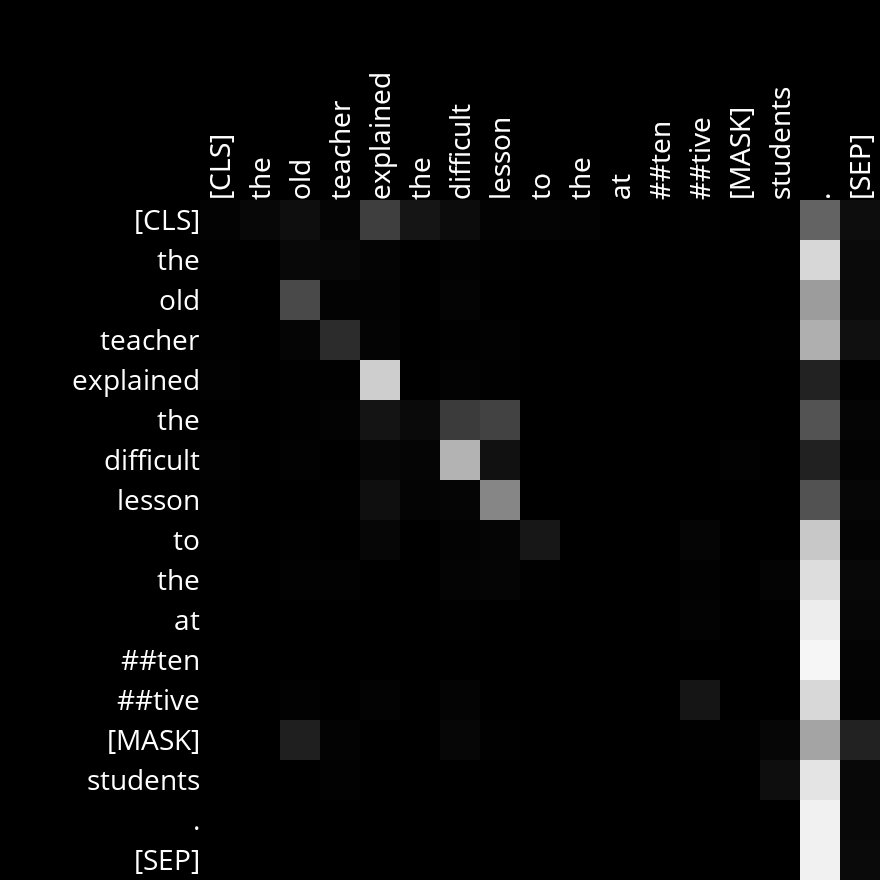 [CLS] the old teacher explained the difficult lesson to the at ##ten ##tive [MASK] students . [SEP]
[CLS]
the
old
teacher
explained
the
difficult
lesson
to
the
at
##ten
##tive
[MASK]
students
.
[SEP]